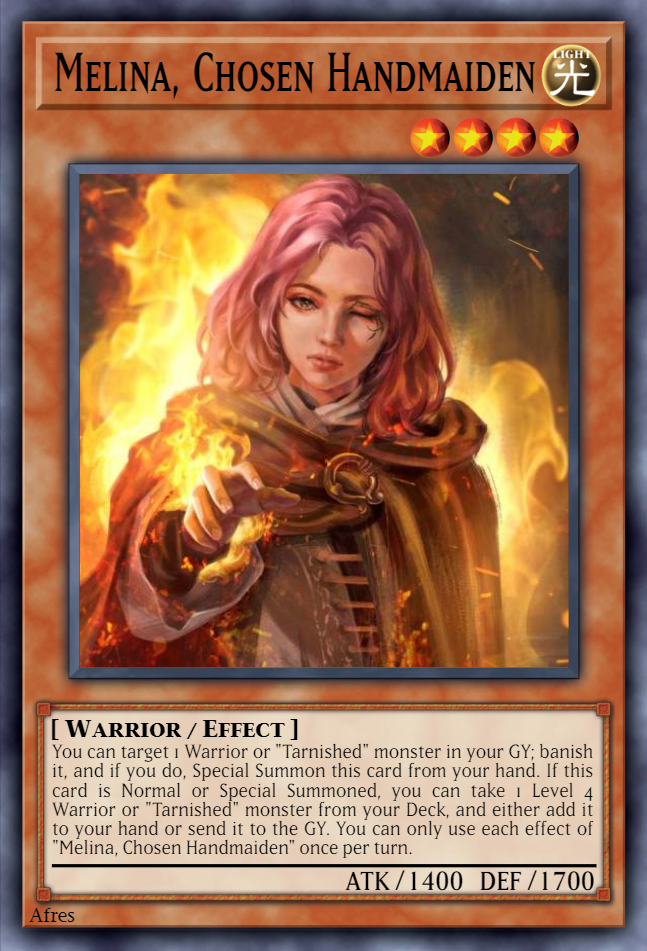 Melina, Chosen Handmaiden
LIGHT
光
[ Warrior / Effect ]
You can target 1 Warrior or "Tarnished" monster in your GY; banish
it, and if you do, Special Summon this card from your hand. If this
card is Normal or Special Summoned, you can take 1 Level 4
Warrior or "Tarnished" monster from your Deck, and either add it
to your hand or send it to the GY. You can only use each effect of
"Melina, Chosen Handmaiden" once per turn.
ATK/1400 DEF/1700
Afres